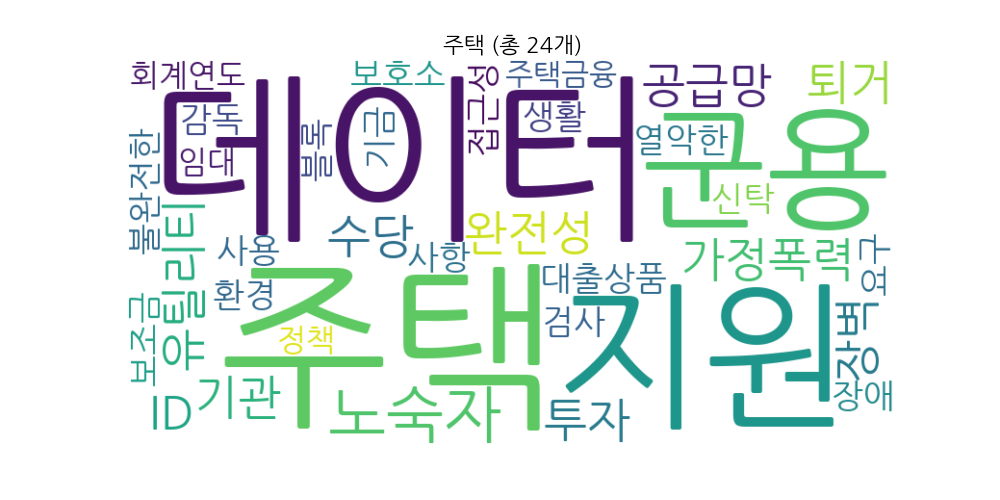 주택 (총 24개)
회계연도
보호소
접근성
주택금융
공급망
퇴거
데이터
감독
블록
기금
생활
열악한
군용
임대
불완전한
신탁
유틸리티
사용
수당
사항
완전성
가정폭력
요구
환경
대출상품
주택
지원
보조금
정책
검사
장벽
ID
기관
노숙자
투자
장애